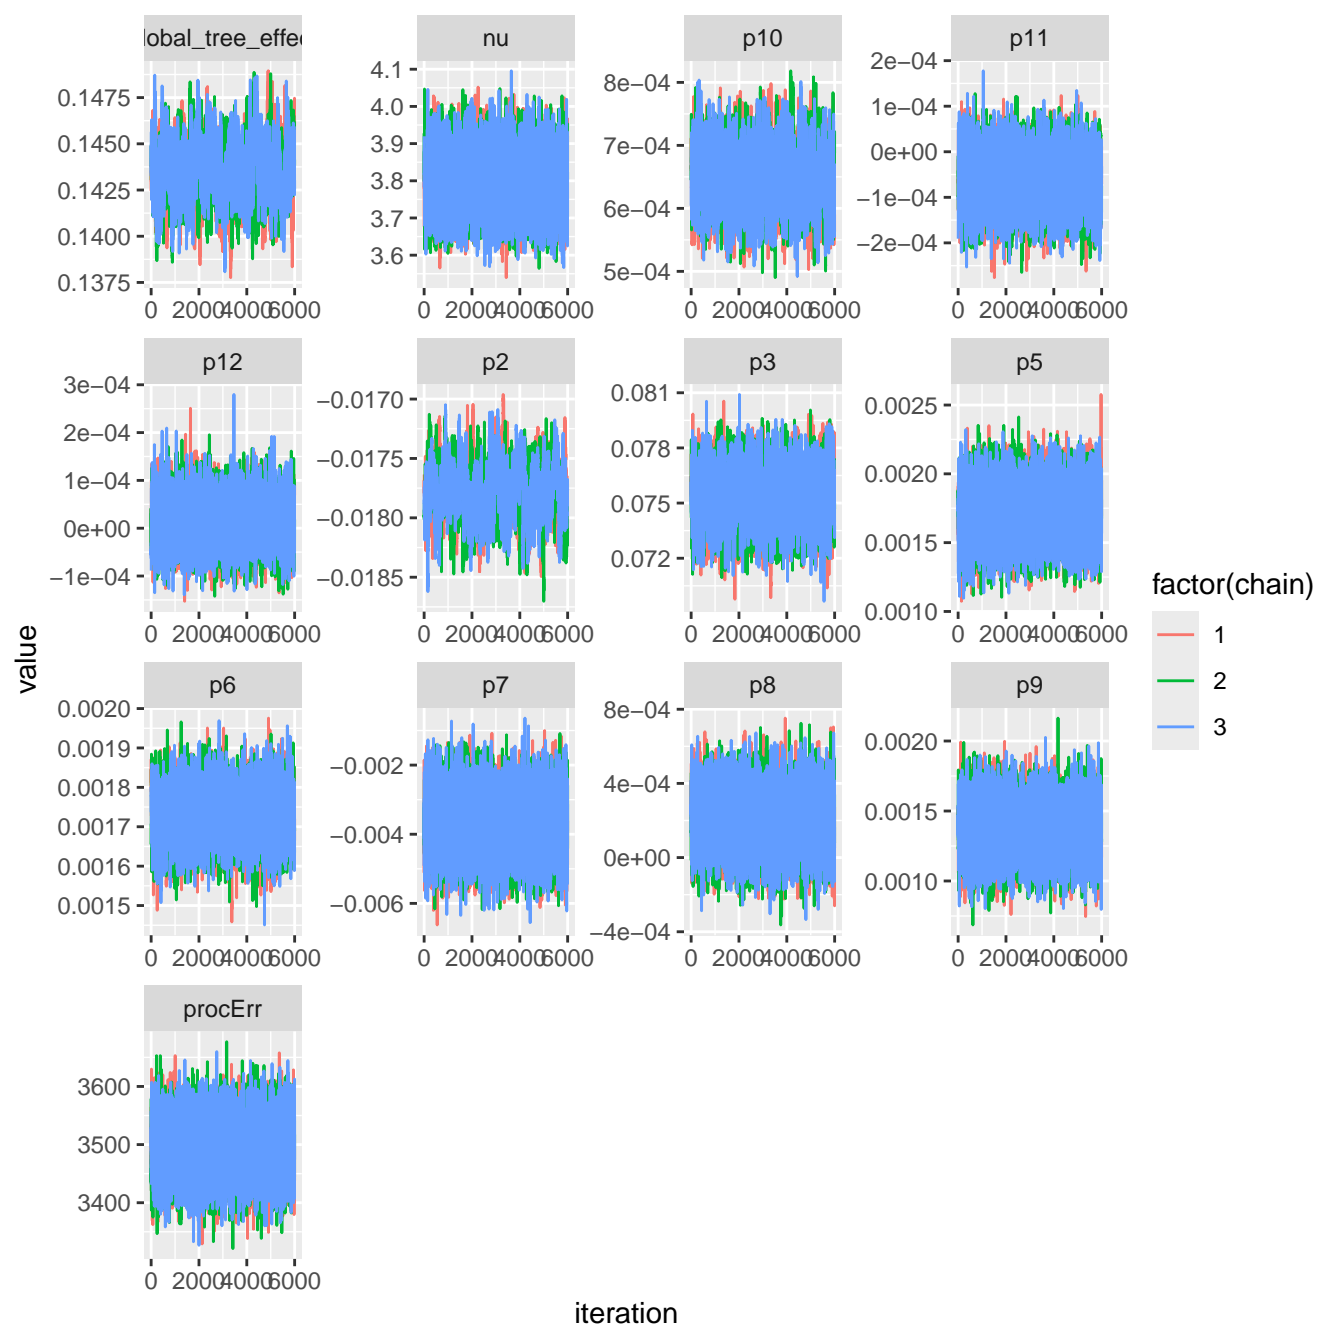 lobal_tree_effec
nu
p10
p11
0.1475
0.1450
0.1425
0.1400
0.1375
4.1
4.0
3.9
3.8
3.7
3.6
8e−04
7e−04
6e−04
5e−04
2e−04
1e−04
0e+00
−1e−04
−2e−04
0 2000 4000 6000
0 2000 4000 6000
0 2000 4000 6000
0 2000 4000 6000
p12
p2
p3
p5
3e−04
2e−04
1e−04
0e+00
−1e−04
−0.0170
−0.0175
−0.0180
−0.0185
0.081
0.078
0.075
0.072
0.0025
0.0020
0.0015
0.0010
0 2000 4000 6000
0 2000 4000 6000
0 2000 4000 6000
0 2000 4000 6000
p6
p7
p8
p9
0.0020
0.0019
0.0018
0.0017
0.0016
0.0015
−0.002
−0.004
−0.006
8e−04
4e−04
0e+00
−4e−04
0.0020
0.0015
0.0010
0 2000 4000 6000
0 2000 4000 6000
0 2000 4000 6000
0 2000 4000 6000
procErr
3600
3500
3400
0 2000 4000 6000
value
iteration
factor(chain)
1
2
3